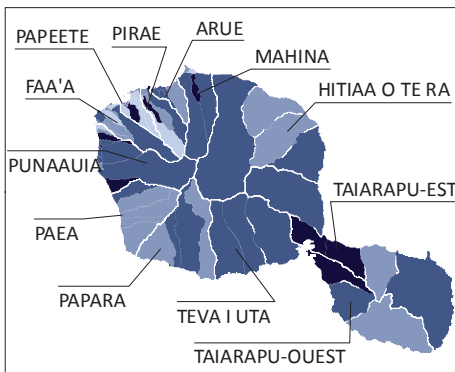 ARUE
PIRAE
PAPEETE
MAHINA
FAA'A
HITIAA O TE RA
PUNAAUIA
TAIARAPU-EST
PAEA
PAPARA
TEVA I UTA
TAIARAPU-OUEST